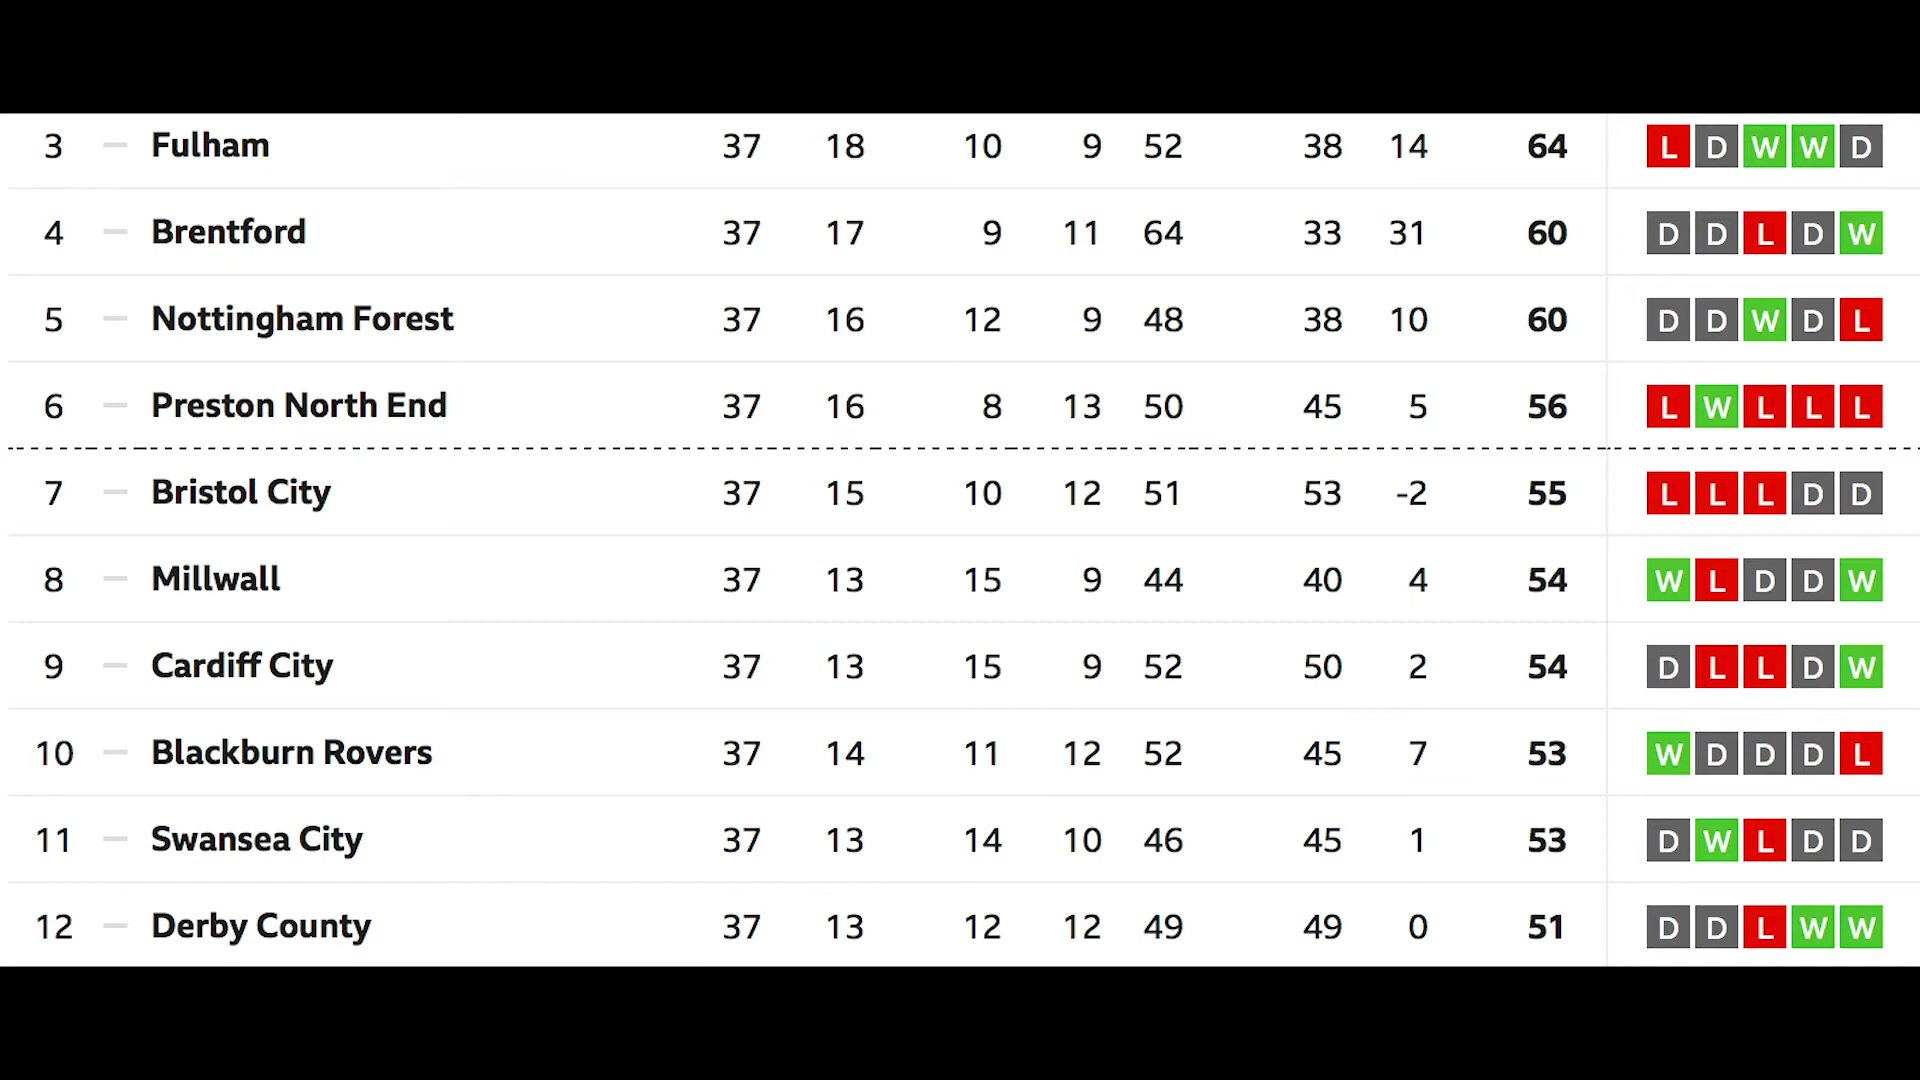 3 Fulham 37 18 10 9 52 38 14 64 L D W W D
4 Brentford 37 17 9 11 64 33 31 60 D D L D W
5 Nottingham Forest 37 16 12 9 48 38 10 60 D D W D L
6 Preston North End 37 16 8 13 50 45 5 56 L W L L L
7 Bristol City 37 15 10 12 51 53 -2 55 L L L D D
8 Millwall 37 13 15 9 44 40 4 54 W L D D W
9 Cardiff City 37 13 15 9 52 50 2 54 D L L D W
10 Blackburn Rovers 37 14 11 12 52 45 7 53 W D D D L
11 Swansea City 37 13 14 10 46 45 1 53 D W L D D
12 Derby County 37 13 12 12 49 49 0 51 D D L W W